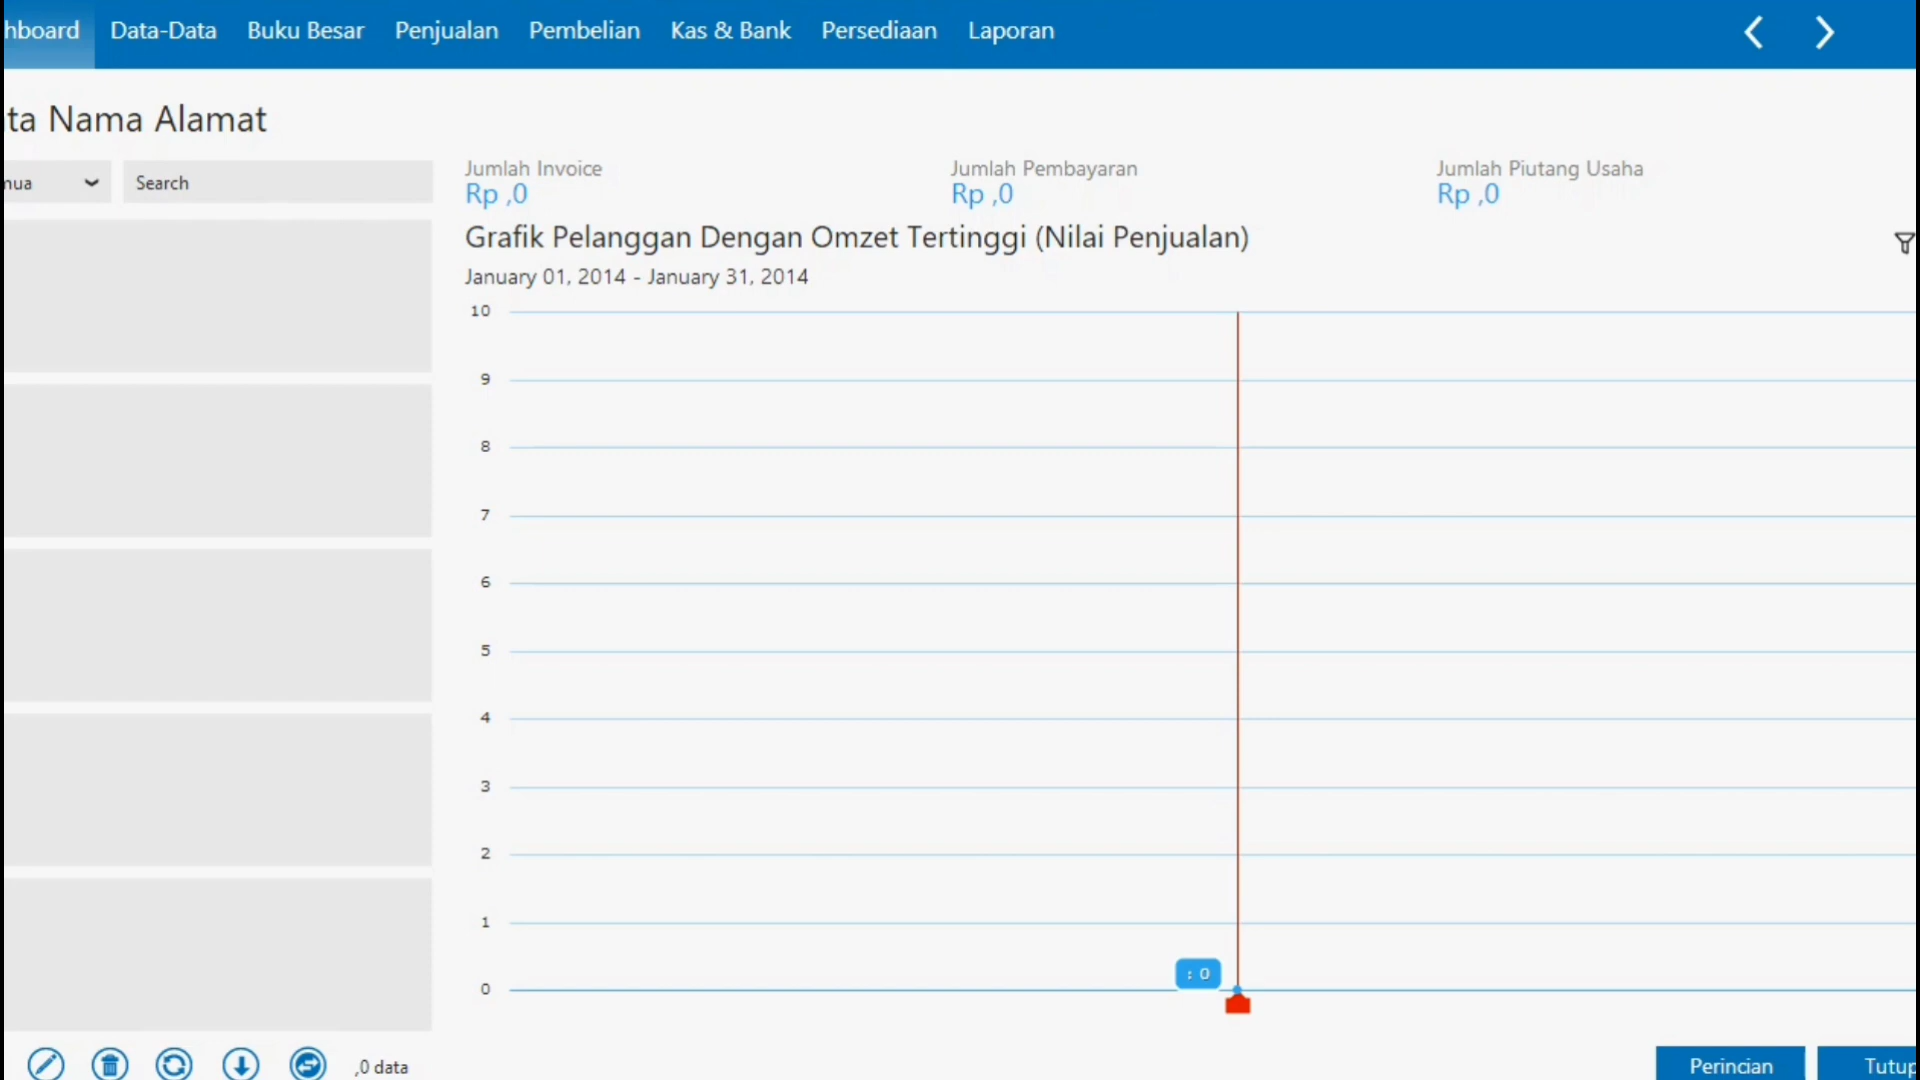 hboard Data-Data Buku Besar Penjualan Pembelian Kas & Bank Persediaan Laporan
ta Nama Alamat
nua Search
Jumlah Invoice Jumlah Pembayaran Jumlah Piutang Usaha
Rp ,0 Rp ,0 Rp ,0
Grafik Pelanggan Dengan Omzet Tertinggi (Nilai Penjualan)
January 01, 2014 - January 31, 2014
10
9
8
7
6
5
4
3
2
1
: 0
0
,0 data Perincian Tutup